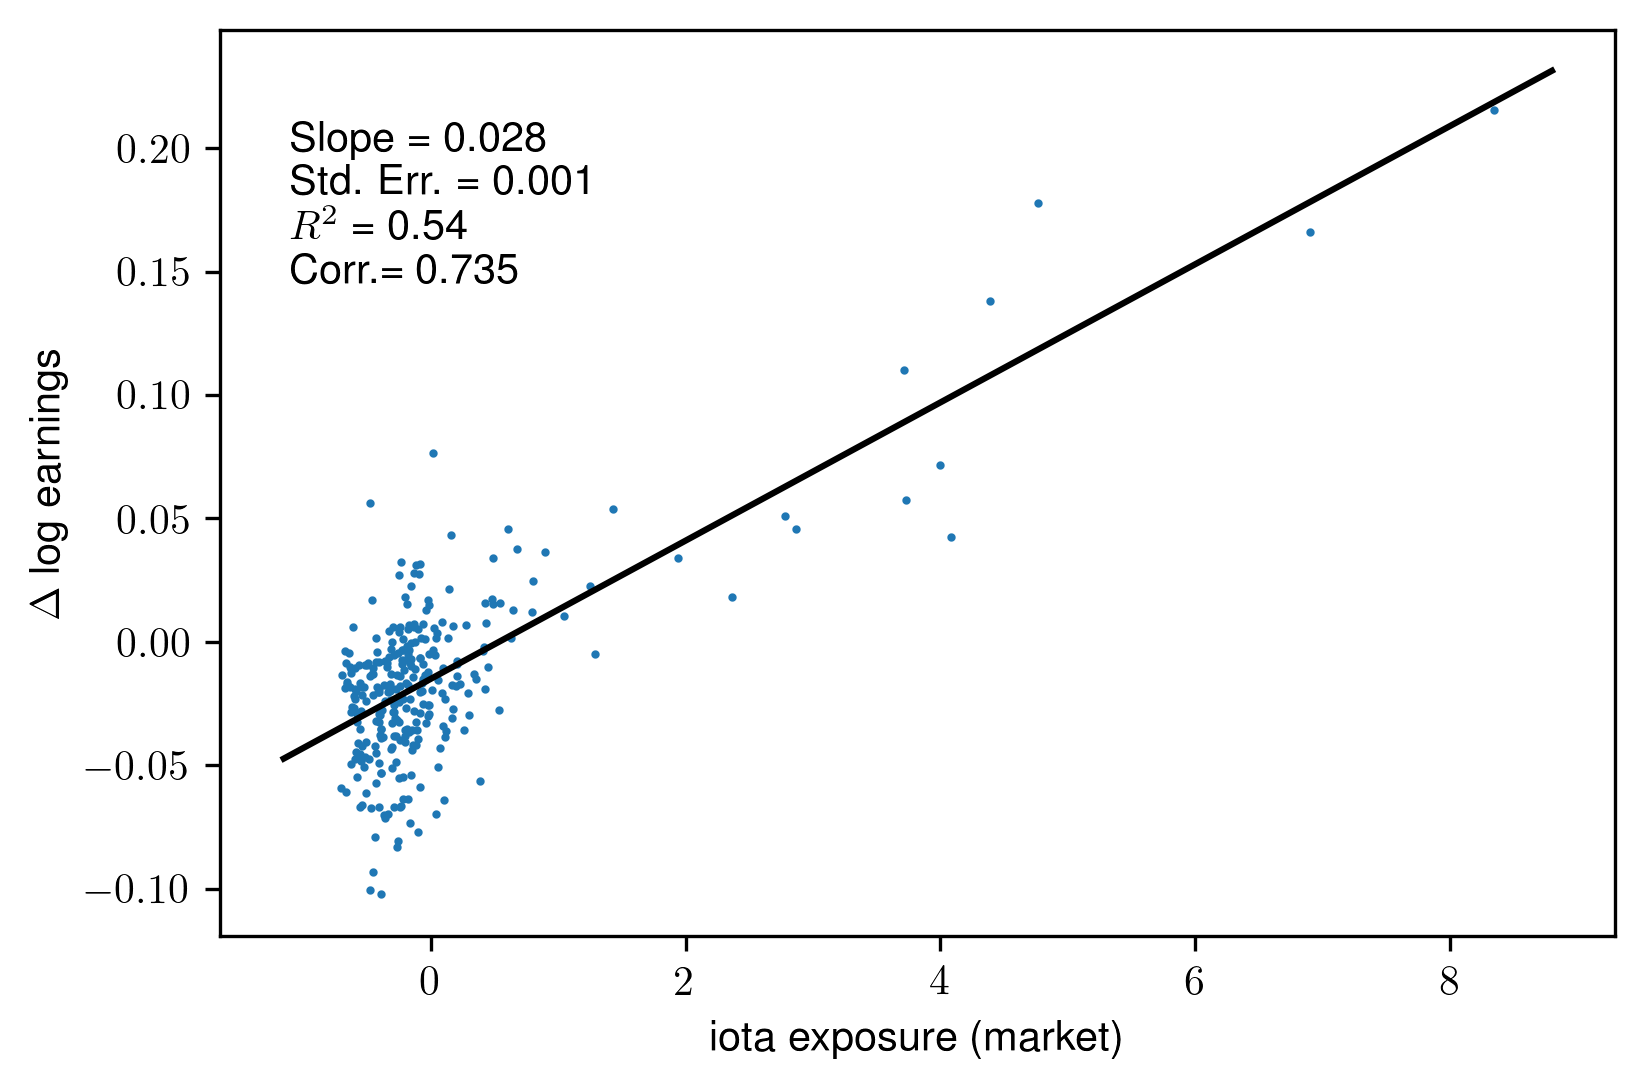 Slope = 0.028
Std. Err. = 0.001
R² = 0.54
Corr.= 0.735
0.20
0.15
0.10
0.05
0.00
−0.05
−0.10
Δ log earnings
0 2 4 6 8
iota exposure (market)